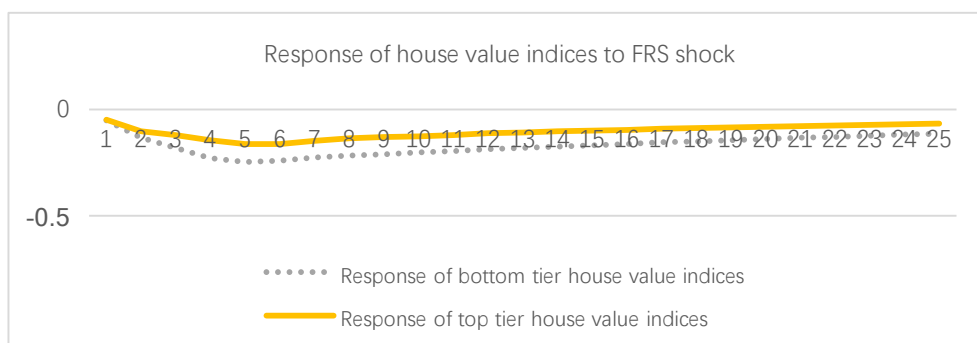 Response of house value indices to FRS shock
0
1 2 3 4 5 6 7 8 9 10 11 12 13 14 15 16 17 18 19 20 21 22 23 24 25
-0.5
Response of bottom tier house value indices
Response of top tier house value indices